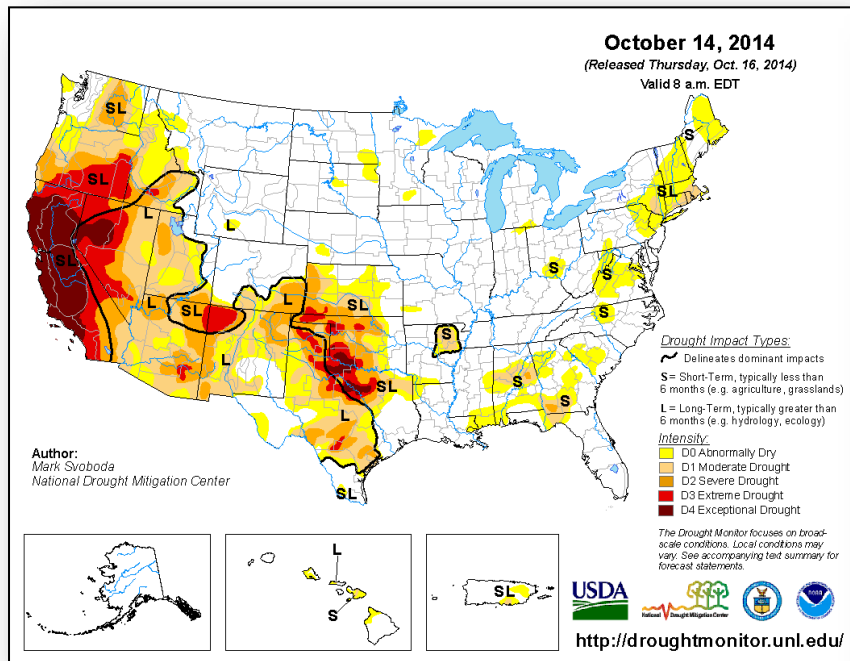 October 14, 2014
(Released Thursday, Oct. 16, 2014)
Valid 8 a.m. EDT
SL
S
SL
SL
L
L
S
S
SL
S
L
SL
L
SL
S
SL
L
S
L
S
SL
Drought Impact Types:
Delineates dominant impacts
S = Short-Term, typically less than
6 months (e.g. agriculture, grasslands)
L = Long-Term, typically greater than
6 months (e.g. hydrology, ecology)
Intensity:
D0 Abnormally Dry
D1 Moderate Drought
D2 Severe Drought
D3 Extreme Drought
D4 Exceptional Drought
Author:
Mark Svoboda
National Drought Mitigation Center
The Drought Monitor focuses on broad-
scale conditions. Local conditions may
vary. See accompanying text summary for
forecast statements.
L
S
SL
USDA
National Drought Mitigation Center
http://droughtmonitor.unl.edu/